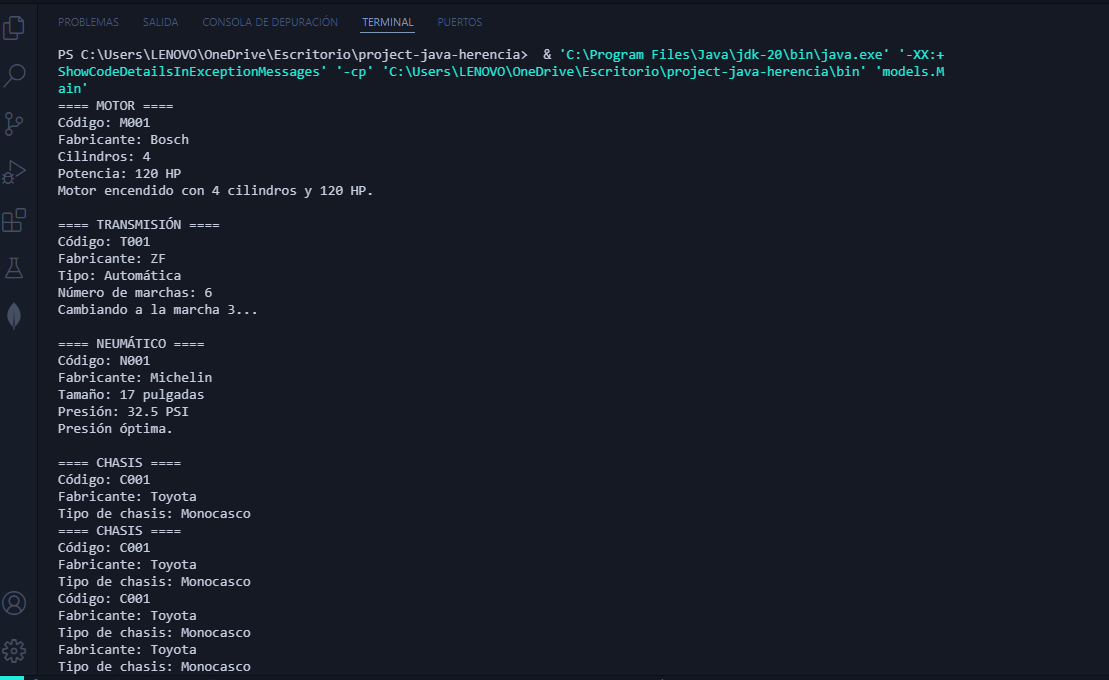 PROBLEMAS SALIDA CONSOLA DE DEPURACIÓN TERMINAL PUERTOS
PS C:\Users\LENOVO\OneDrive\Escritorio\project-java-herencia>  & 'C:\Program Files\Java\jdk-20\bin\java.exe' '-XX:+
ShowCodeDetailsInExceptionMessages' '-cp' 'C:\Users\LENOVO\OneDrive\Escritorio\project-java-herencia\bin' 'models.M
ain'
==== MOTOR ====
Código: M001
Fabricante: Bosch
Cilindros: 4
Potencia: 120 HP
Motor encendido con 4 cilindros y 120 HP.

==== TRANSMISIÓN ====
Código: T001
Fabricante: ZF
Tipo: Automática
Número de marchas: 6
Cambiando a la marcha 3...

==== NEUMÁTICO ====
Código: N001
Fabricante: Michelin
Tamaño: 17 pulgadas
Presión: 32.5 PSI
Presión óptima.

==== CHASIS ====
Código: C001
Fabricante: Toyota
Tipo de chasis: Monocasco
==== CHASIS ====
Código: C001
Fabricante: Toyota
Tipo de chasis: Monocasco
Código: C001
Fabricante: Toyota
Tipo de chasis: Monocasco
Fabricante: Toyota
Tipo de chasis: Monocasco